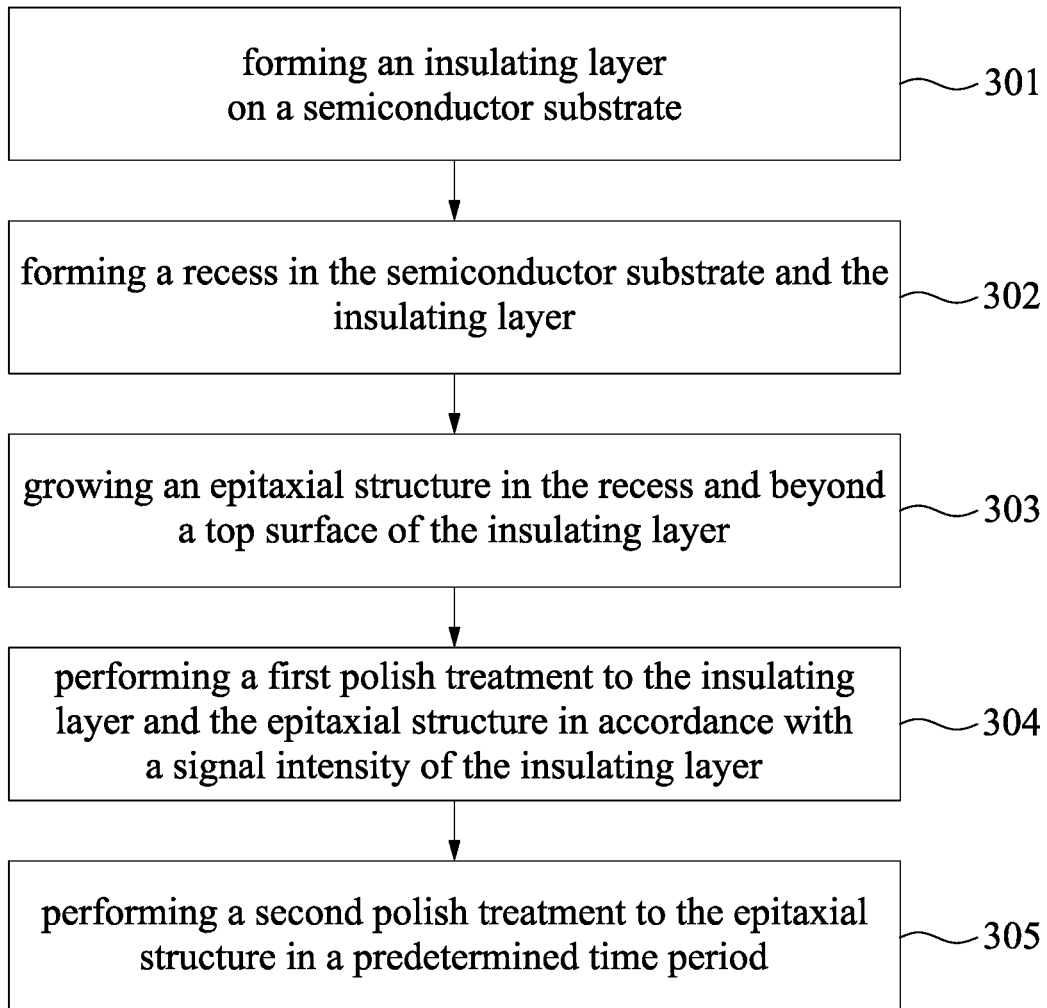 forming an insulating layer
on a semiconductor substrate
301
forming a recess in the semiconductor substrate and the
insulating layer
302
growing an epitaxial structure in the recess and beyond
a top surface of the insulating layer
303
performing a first polish treatment to the insulating
layer and the epitaxial structure in accordance with
a signal intensity of the insulating layer
304
performing a second polish treatment to the epitaxial
structure in a predetermined time period
305